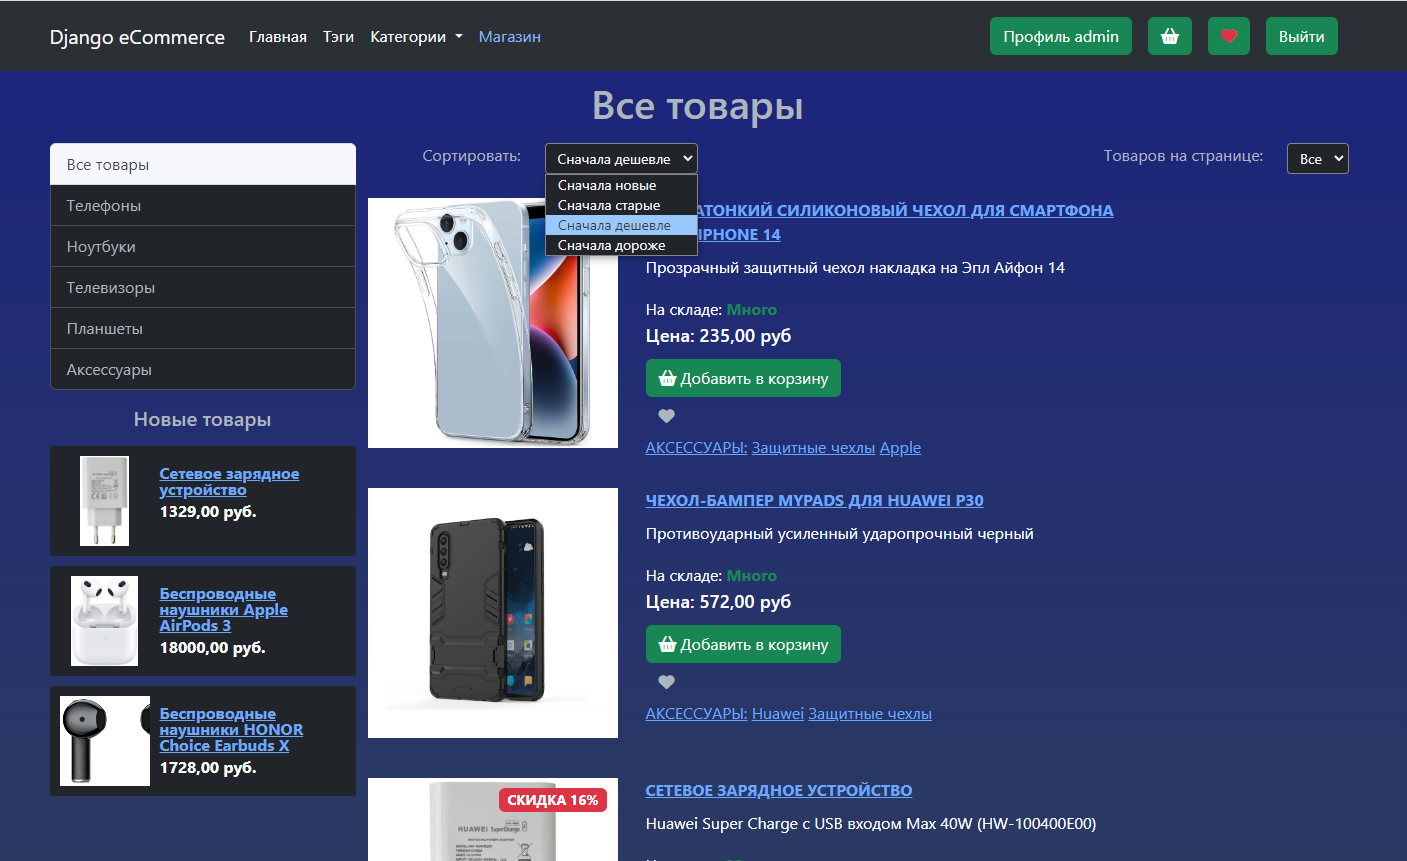 Django eCommerce Главная Тэги Категории Магазин Профиль admin Выйти
Все товары
Все товары
Телефоны
Ноутбуки
Телевизоры
Планшеты
Аксессуары
Новые товары
Сетевое зарядное
устройство
1329,00 руб.
Беспроводные
наушники Apple
AirPods 3
18000,00 руб.
Беспроводные
наушники HONOR
Choice Earbuds X
1728,00 руб.
Сортировать: Сначала дешевле
Сначала новые
Сначала старые
Сначала дешевле
Сначала дороже
Товаров на странице: Все
СИЛИКОНОВЫЙ ЧЕХОЛ ДЛЯ СМАРТФОНА
IPHONE 14
Прозрачный защитный чехол накладка на Эпл Айфон 14
На складе: Много
Цена: 235,00 руб
Добавить в корзину
АКСЕССУАРЫ: Защитные чехлы Apple
ЧЕХОЛ-БАМПЕР MYPADS ДЛЯ HUAWEI P30
Противоударный усиленный ударопрочный черный
На складе: Много
Цена: 572,00 руб
Добавить в корзину
АКСЕССУАРЫ: Huawei Защитные чехлы
СКИДКА 16%
HUAWEI SuperCharge
СЕТЕВОЕ ЗАРЯДНОЕ УСТРОЙСТВО
Huawei Super Charge с USB входом Max 40W (HW-100400E00)